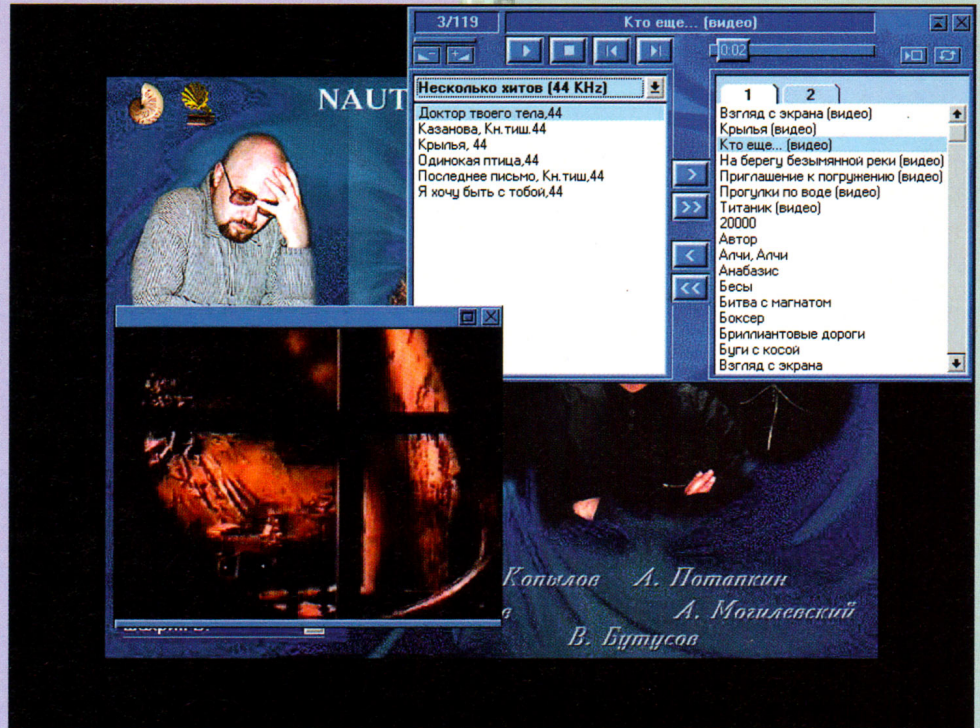 3/119
Кто еще... (видео)
0:02
Несколько хитов (44 KHz)
Доктор твоего тела,44
Казанова, Кн.тиш.44
Крылья, 44
Одинокая птица,44
Последнее письмо, Кн.тиш,44
Я хочу быть с тобой,44
1 2
Взгляд с экрана (видео)
Крылья (видео)
Кто еще... (видео)
На берегу безымянной реки (видео)
Приглашение к погружению (видео)
Прогулки по воде (видео)
Титаник (видео)
20000
Автор
Алчи, Алчи
Анабазис
Бесы
Битва с магнатом
Боксер
Бриллиантовые дороги
Буги с косой
Взгляд с экрана
NAUT
Копылов А. Потапкин
в А. Могилевский
В. Бутусов